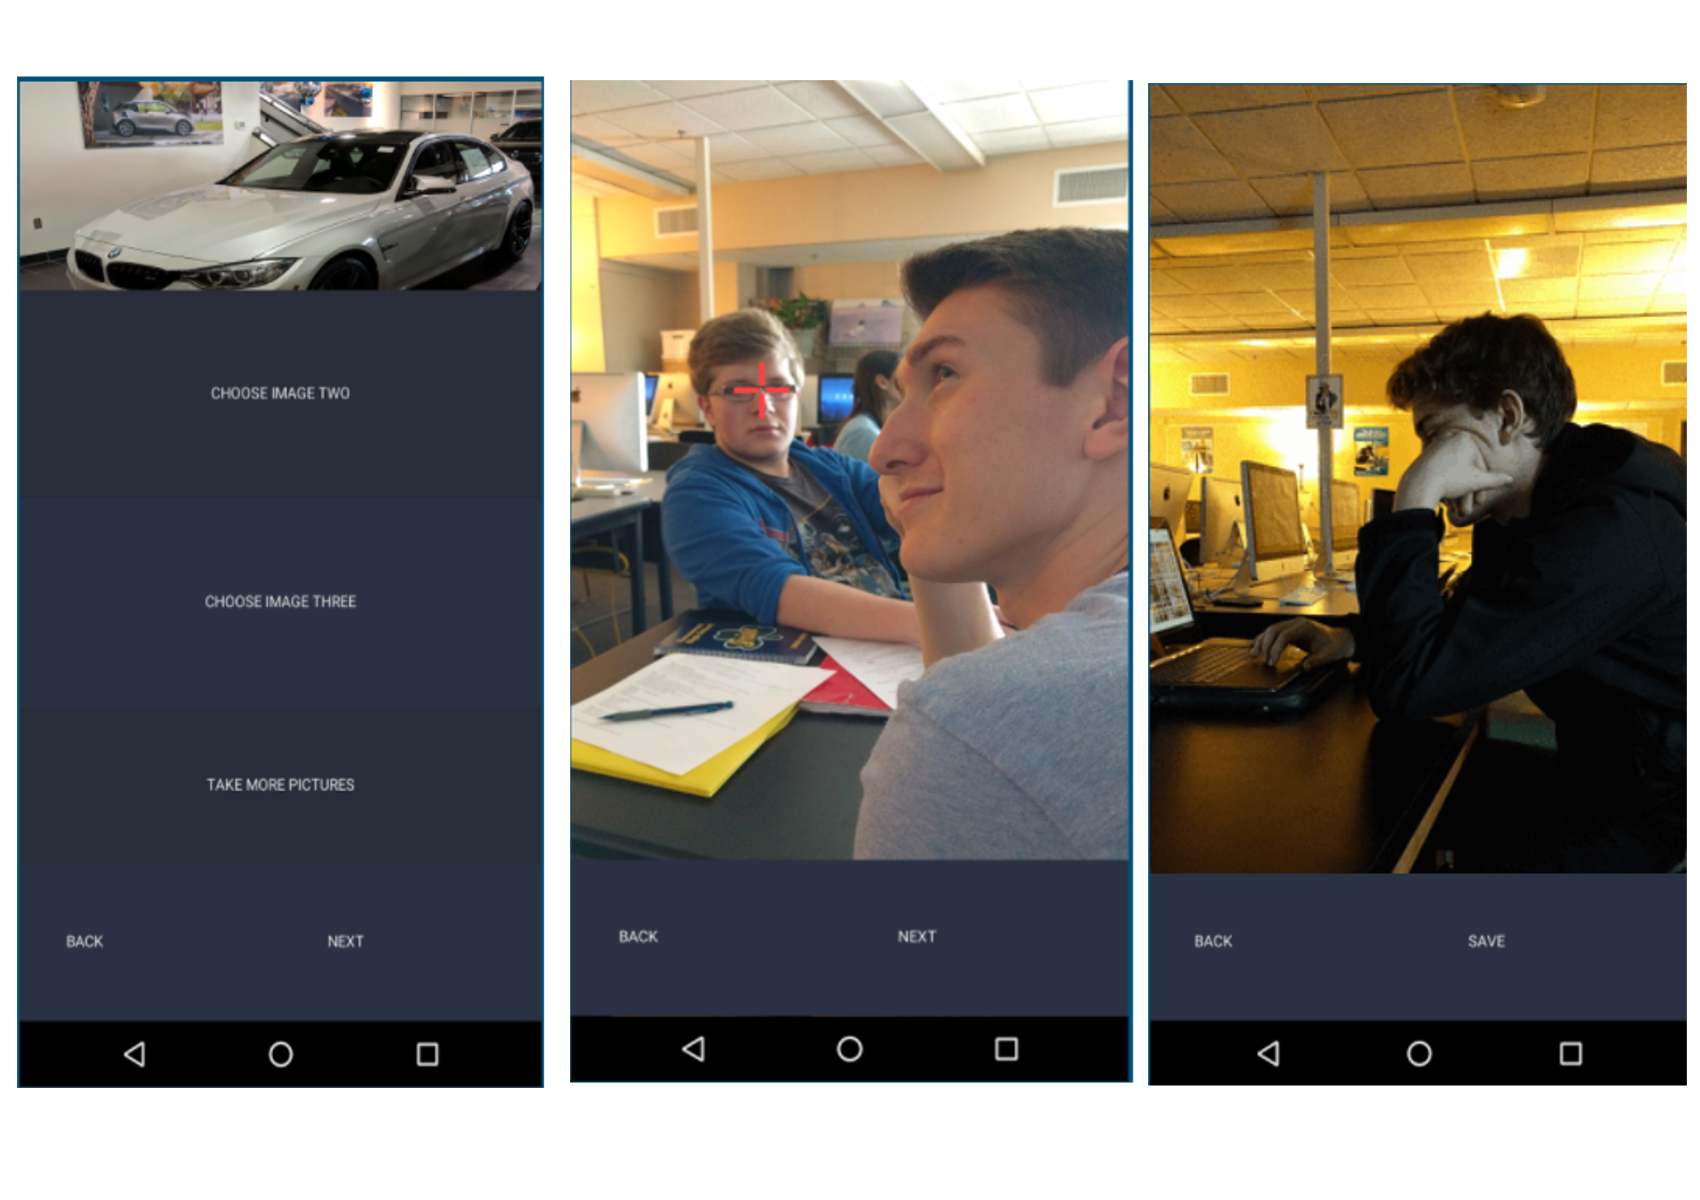 CHOOSE IMAGE TWO
CHOOSE IMAGE THREE
TAKE MORE PICTURES
BACK
NEXT
BACK
NEXT
BACK
SAVE